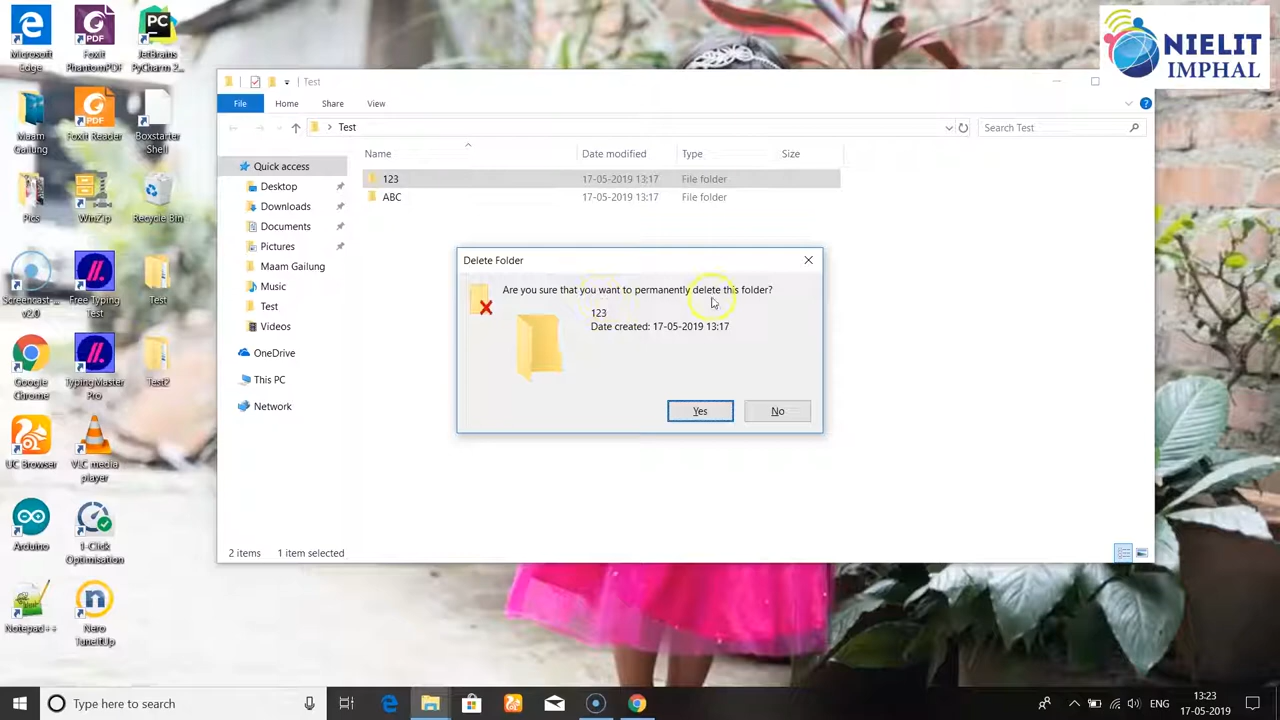 Microsoft Edge
Foxit PhantomPDF
JetBrains PyCharm 2...
Maam Gailung
Foxit Reader
Boxstarter Shell
Pics
WinZip
Recycle Bin
Screencast-... v2.0
Free Typing Test
Test
Google Chrome
TypingMaster Pro
Test2
UC Browser
VLC media player
Arduino
1-Click Optimisation
Notepad++
Nero TuneItUp
NIELIT
IMPHAL
Test
File Home Share View
Test
Search Test
Name Date modified Type Size
123 17-05-2019 13:17 File folder
ABC 17-05-2019 13:17 File folder
Quick access
Desktop
Downloads
Documents
Pictures
Maam Gailung
Music
Test
Videos
OneDrive
This PC
Network
Delete Folder
Are you sure that you want to permanently delete this folder?
123
Date created: 17-05-2019 13:17
Yes No
2 items 1 item selected
Type here to search
ENG
13:23
17-05-2019